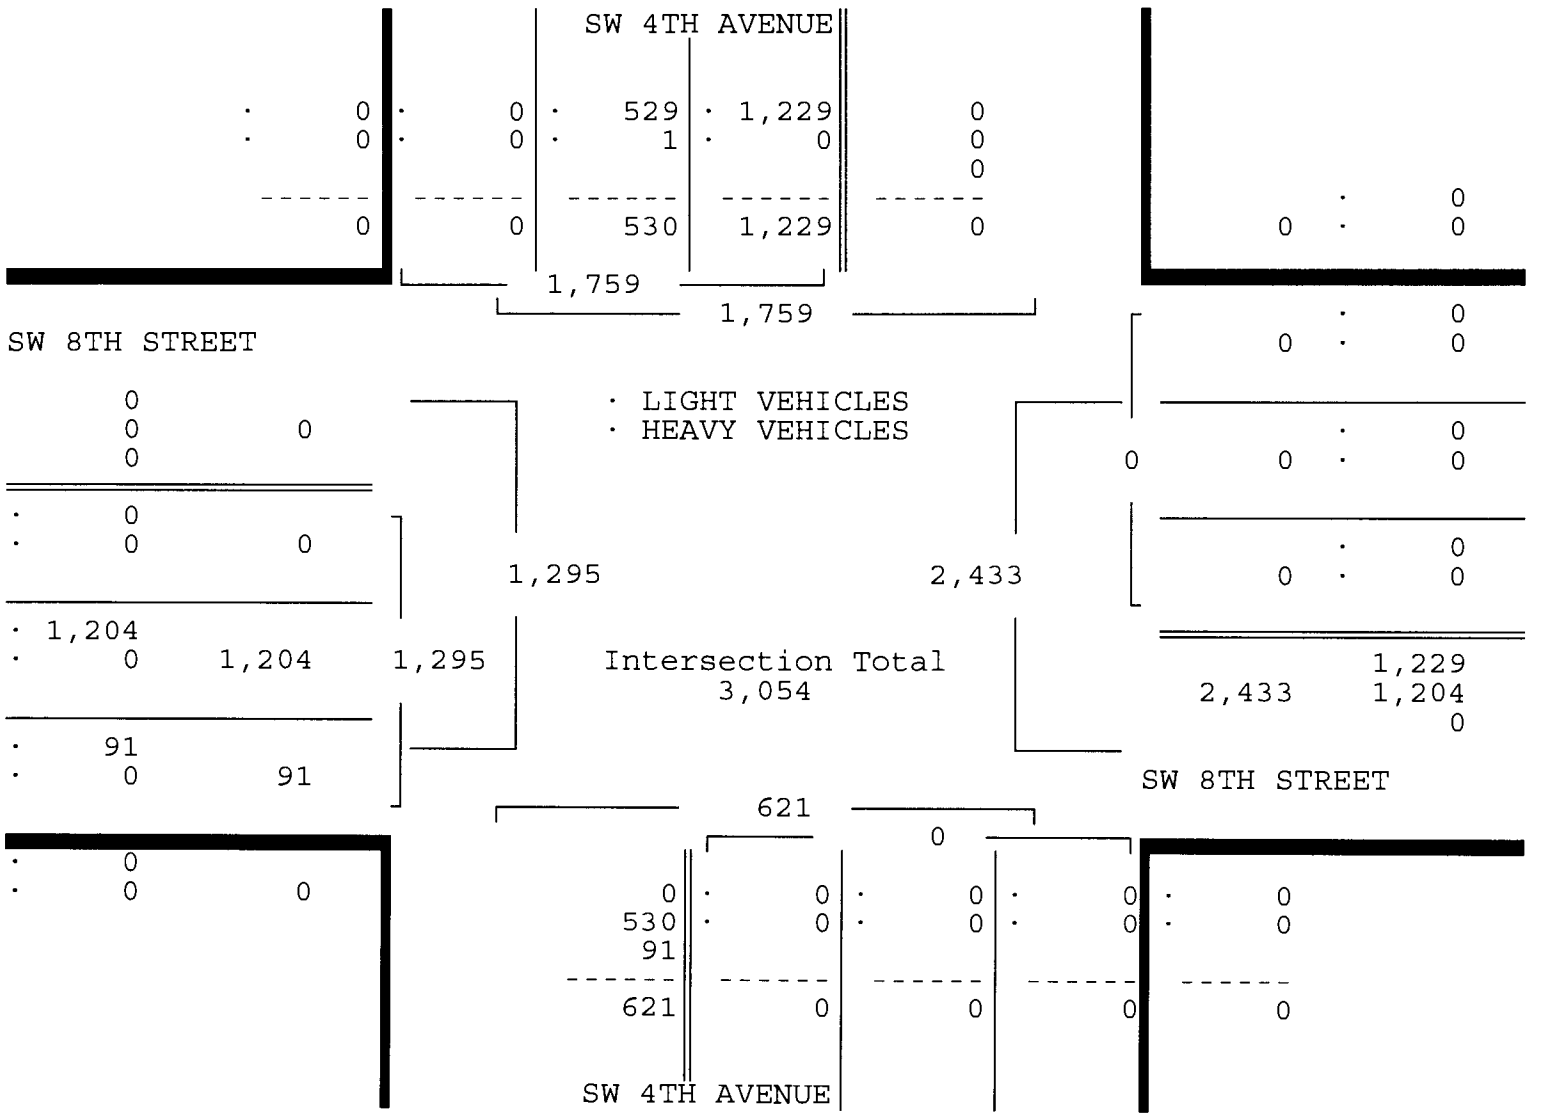 SW 4TH AVENUE
· 0 · 0 · 529 · 1,229 0
· 0 · 0 · 1 · 0 0
0
------ ------ ------ ------ ------ · 0
0 0 530 1,229 0 0 · 0
1,759
1,759 · 0
SW 8TH STREET 0 · 0
0 · LIGHT VEHICLES
0 0 · HEAVY VEHICLES · 0
0 0 0 · 0
· 0
· 0 0 · 0
1,295 2,433 0 · 0
· 1,204
· 0 1,204 1,295 Intersection Total 1,229
3,054 2,433 1,204
0
· 91
· 0 91 SW 8TH STREET
621
0
· 0
· 0 0 0 · 0 · 0 · 0 · 0
530 · 0 · 0 · 0 · 0
91
------ ------ ------ ------ ------
621 0 0 0 0
SW 4TH AVENUE